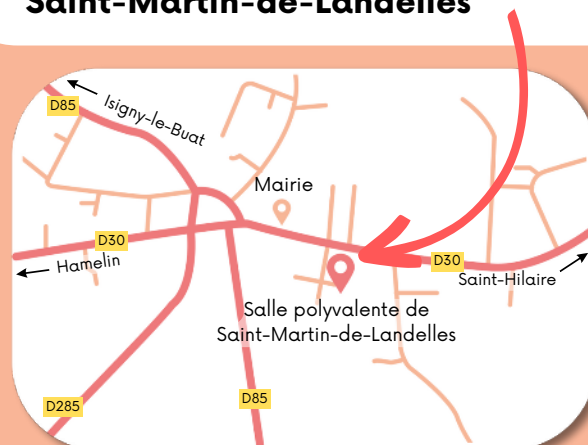 Saint-Martin-de-Landelles
D85
Isigny-le-Buat
Mairie
D30
Hamelin
D30
Saint-Hilaire
Salle polyvalente de
Saint-Martin-de-Landelles
D285
D85